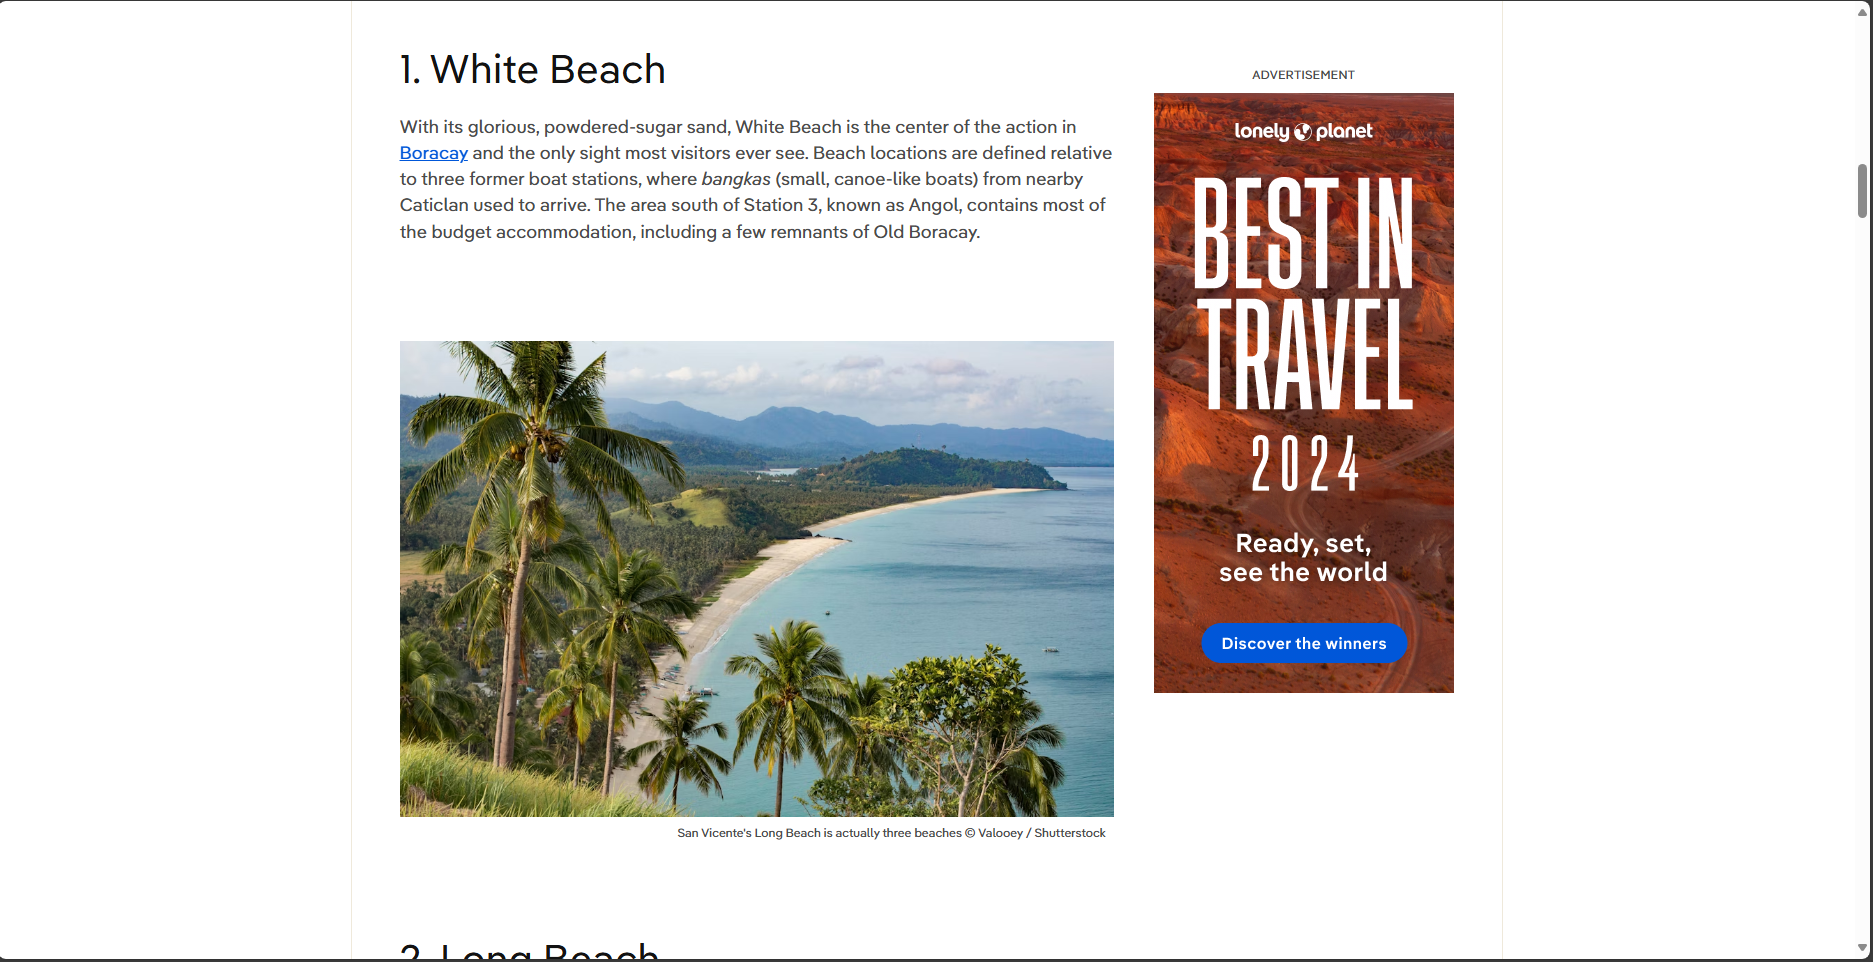 1. White Beach
With its glorious, powdered-sugar sand, White Beach is the center of the action in
Boracay and the only sight most visitors ever see. Beach locations are defined relative
to three former boat stations, where bangkas (small, canoe-like boats) from nearby
Caticlan used to arrive. The area south of Station 3, known as Angol, contains most of
the budget accommodation, including a few remnants of Old Boracay.
San Vicente's Long Beach is actually three beaches © Valooey / Shutterstock
2. Long Beach
ADVERTISEMENT
lonely planet
BEST IN
TRAVEL
2024
Ready, set,
see the world
Discover the winners